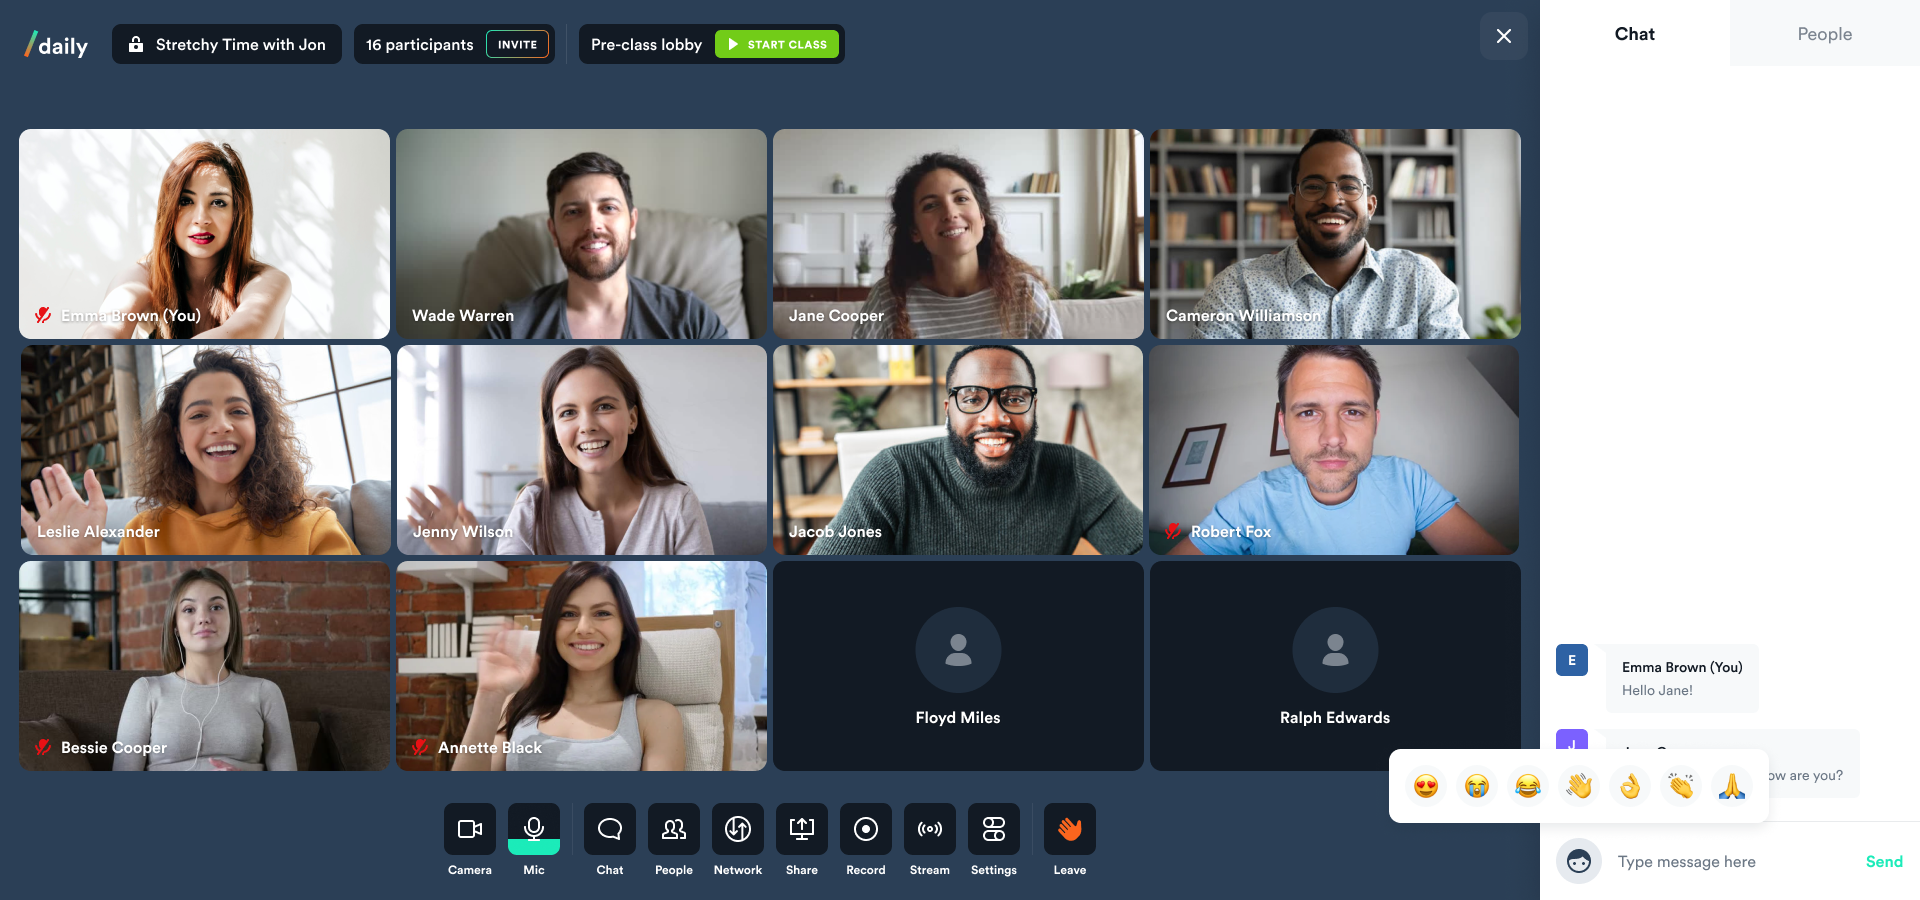 daily
Stretchy Time with Jon
16 participants
INVITE
Pre-class lobby
START CLASS
Chat
People
Emma Brown (You)
Wade Warren
Jane Cooper
Cameron Williamson
Leslie Alexander
Jenny Wilson
Jacob Jones
Robert Fox
Bessie Cooper
Annette Black
Floyd Miles
Ralph Edwards
E
Emma Brown (You)
Hello Jane!
J
ow are you?
Camera
Mic
Chat
People
Network
Share
Record
Stream
Settings
Leave
Type message here
Send